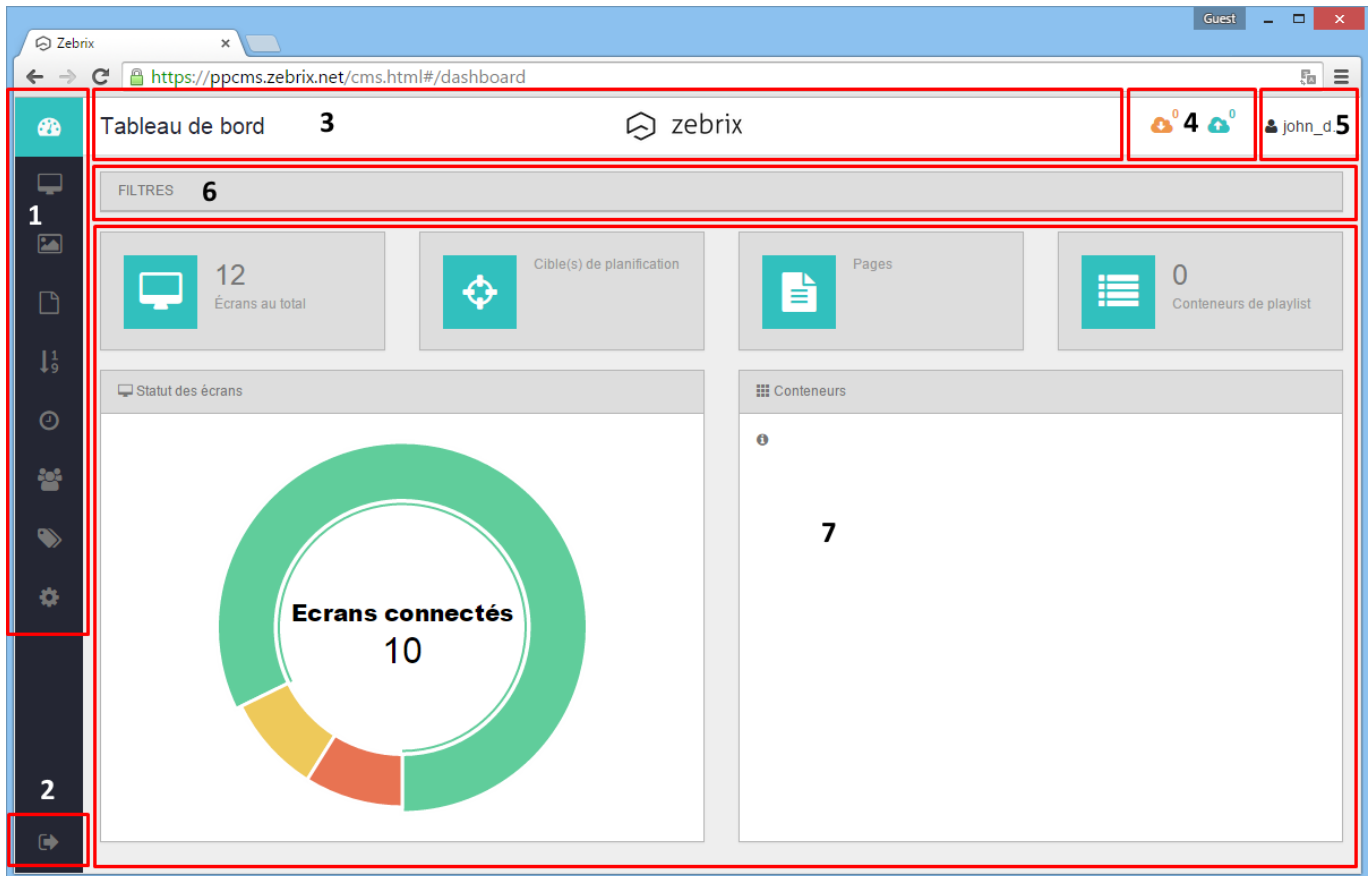 Guest
Zebrix
https://ppcms.zebrix.net/cms.html#/dashboard
Tableau de bord 3 zebrix 0 4 0 john_d. 5
FILTRES 6
1
12
Écrans au total
Cible(s) de planification
Pages
0
Conteneurs de playlist
1
9
Statut des écrans
Conteneurs
Ecrans connectés
10
7
2